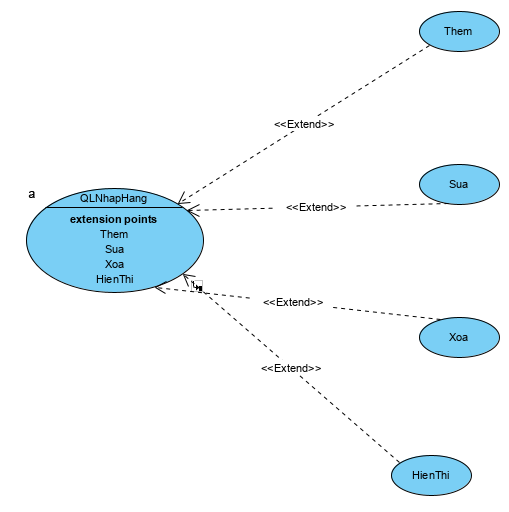 Them
<<Extend>>
a
QLNhapHang
extension points
Them
Sua
Xoa
HienThi
Sua
<<Extend>>
<<Extend>>
Xoa
<<Extend>>
HienThi